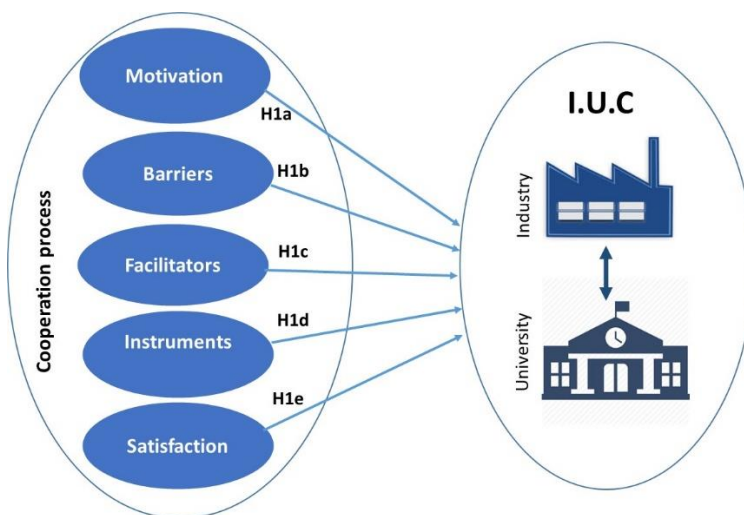 Cooperation process
Motivation
H1a
Barriers
H1b
Facilitators
H1c
Instruments
H1d
Satisfaction
H1e
I.U.C
Industry
University